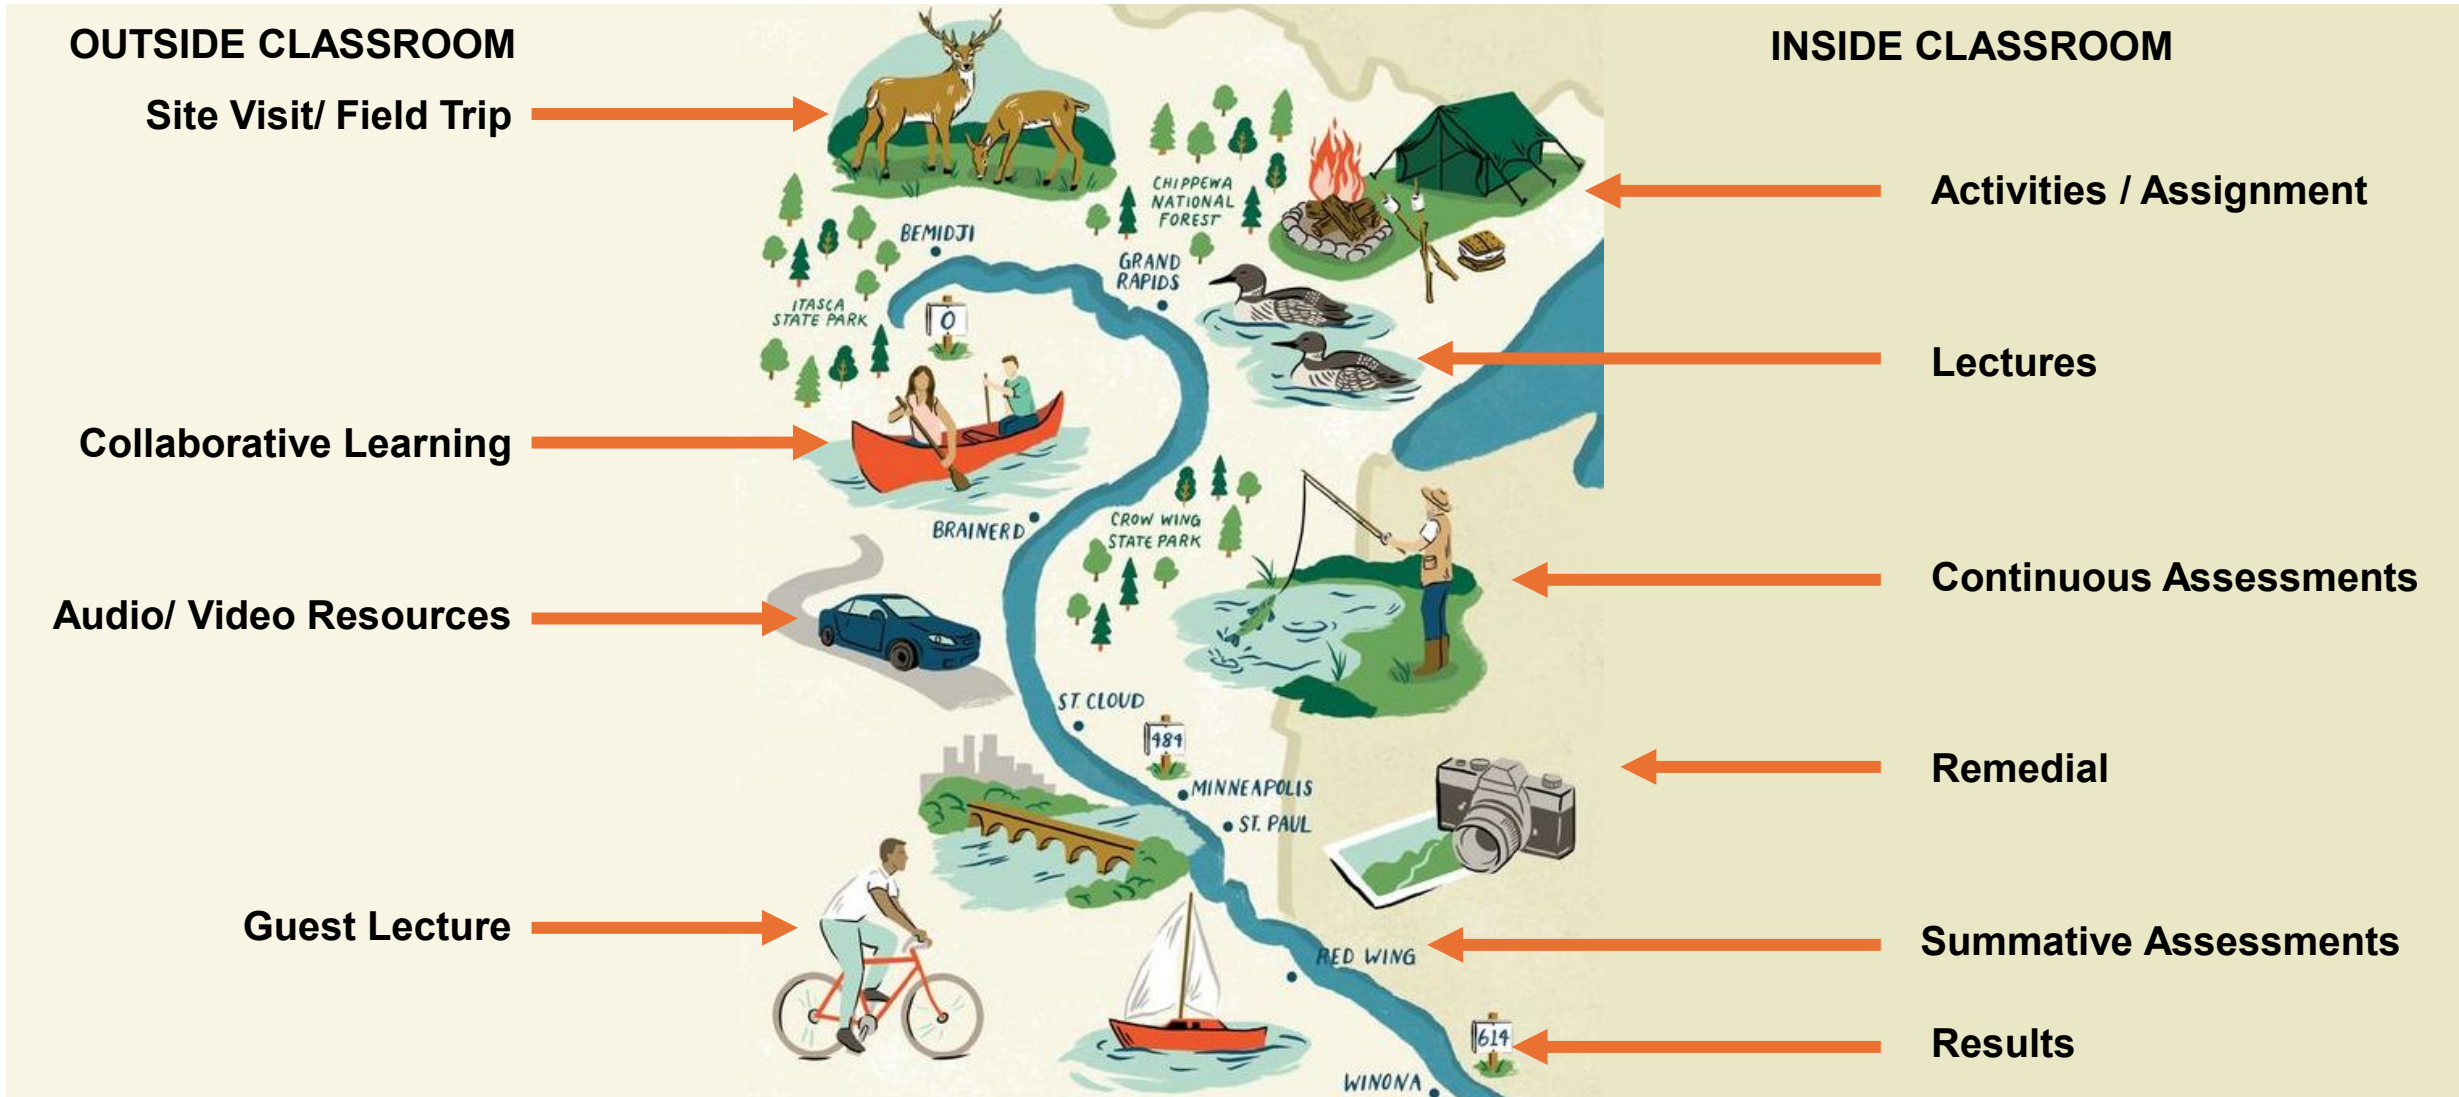 OUTSIDE CLASSROOM
INSIDE CLASSROOM
Site Visit/ Field Trip
Activities / Assignment
CHIPPEWA
NATIONAL
FOREST
BEMIDJI
GRAND
RAPIDS
ITASCA
STATE PARK
0
Lectures
Collaborative Learning
BRAINERD
CROW WING
STATE PARK
Continuous Assessments
Audio/ Video Resources
ST. CLOUD
484
MINNEAPOLIS
ST. PAUL
Remedial
Guest Lecture
RED WING
Summative Assessments
614
Results
WINONA